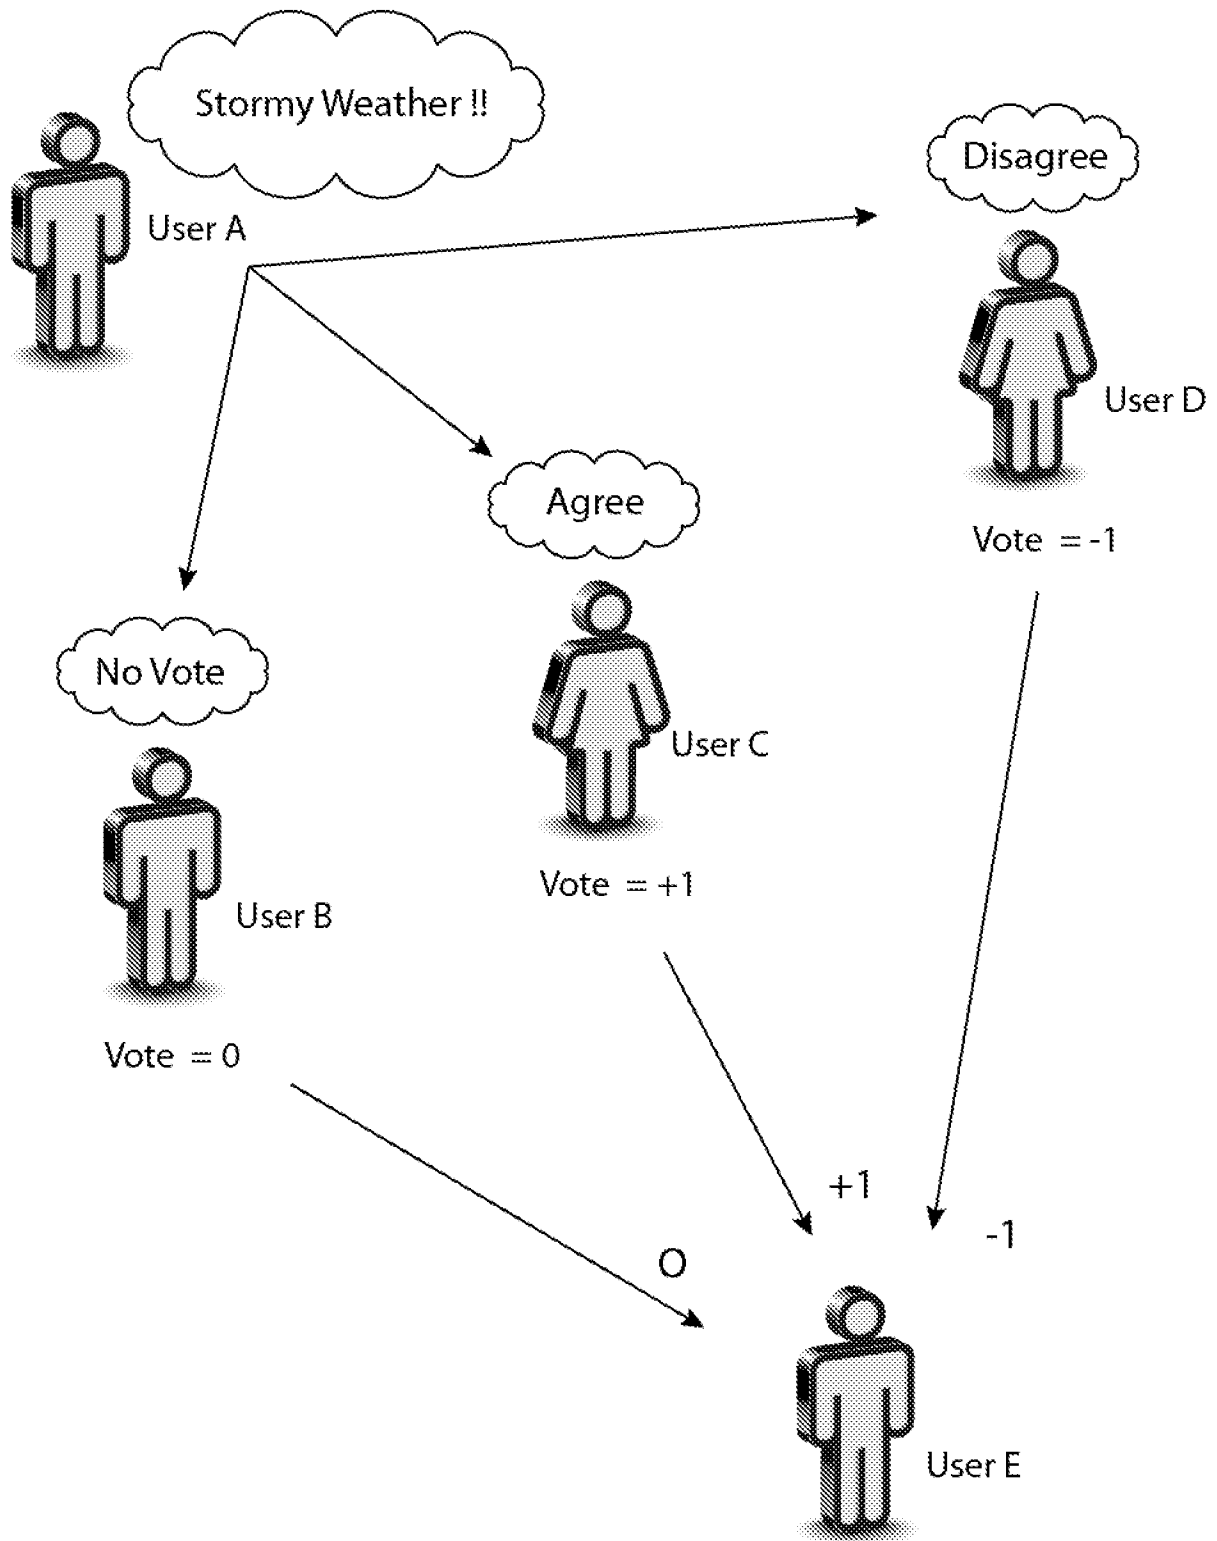 Stormy Weather !!
User A
Disagree
User D
Vote = -1
Agree
User C
Vote = +1
No Vote
User B
Vote = 0
+1
-1
O
User E